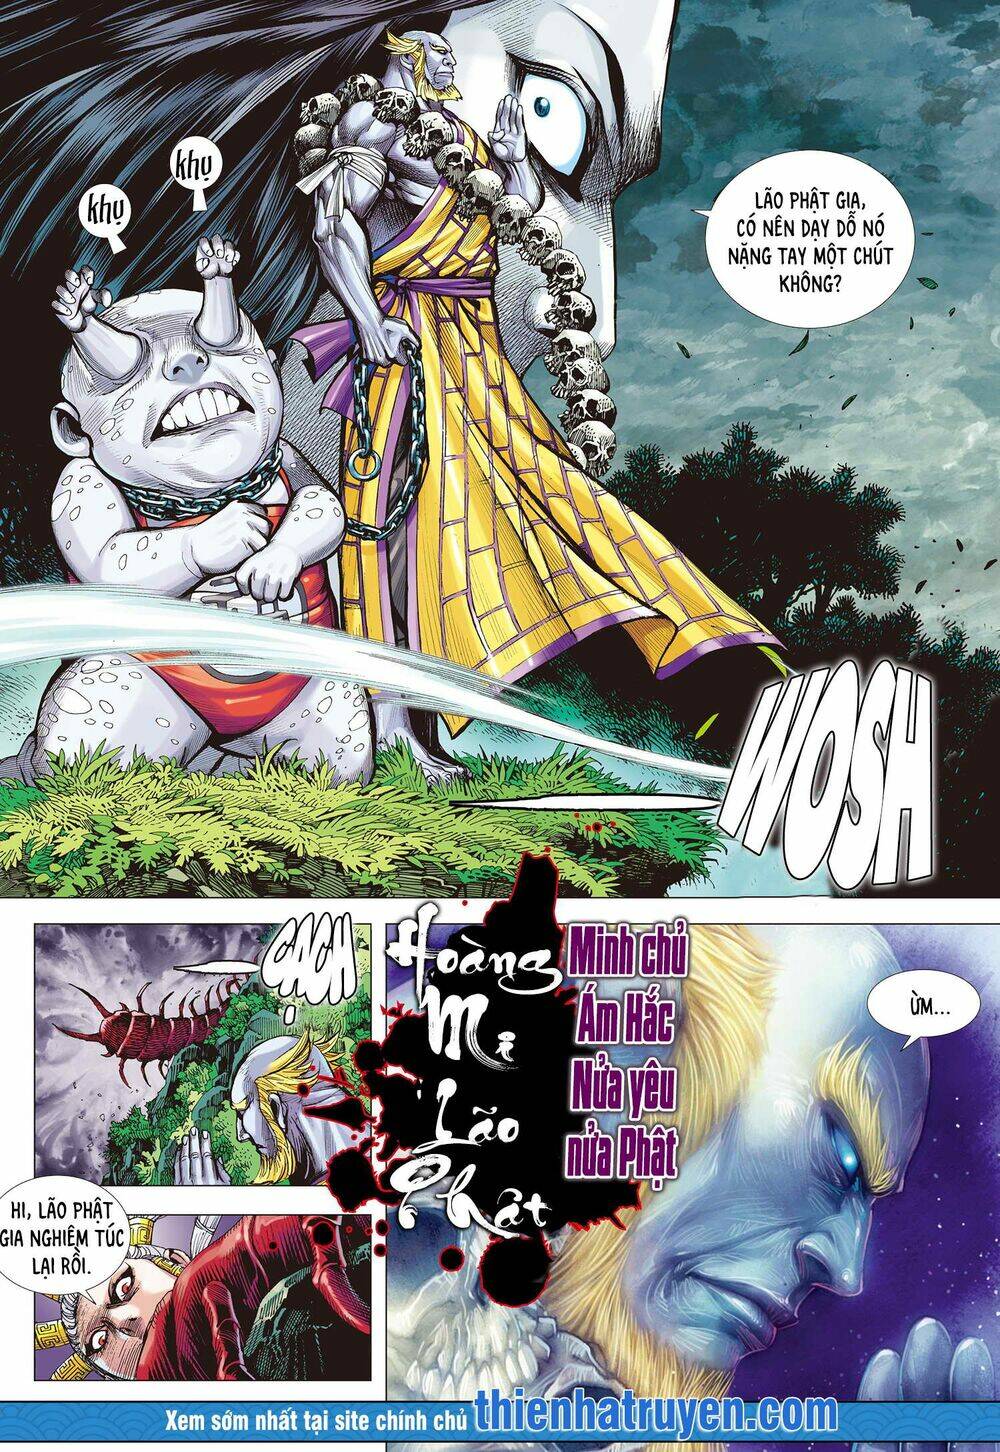 khụ
khụ
LÃO PHẬT GIA,
CÓ NÊN DẠY DỖ NÓ
NẶNG TAY MỘT CHÚT
KHÔNG?
WOSH
CẠCH
Hoàng
Mi
Lão
Phật
Minh chủ
Ám Hắc
Nửa yêu
nửa Phật
ỪM...
HI, LÃO PHẬT
GIA NGHIÊM TÚC
LẠI RỒI.
Xem sớm nhất tại site chính chủ thienhatruyen.com